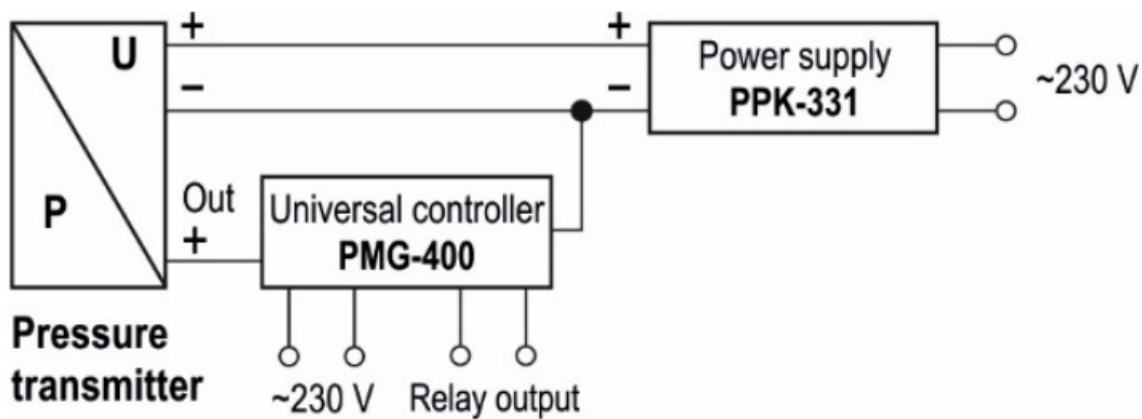 U
+
−
+
−
Power supply
PPK-331
~230 V
P
Out
+
Universal controller
PMG-400
Pressure
transmitter
~230 V
Relay output